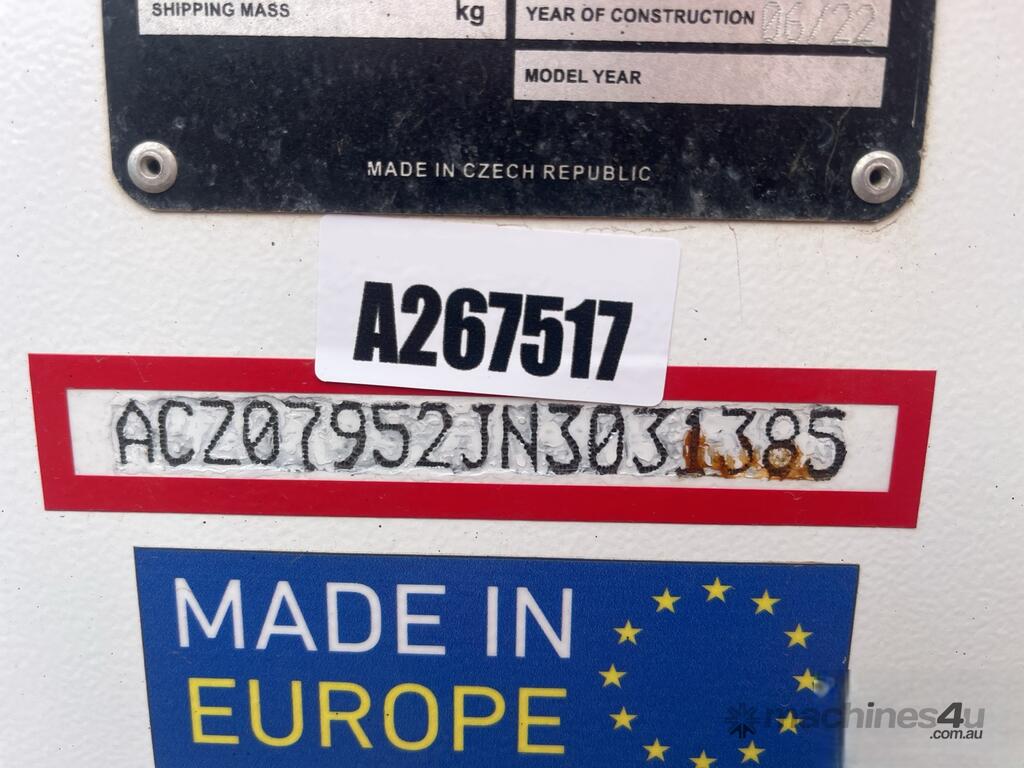 SHIPPING MASS kg
YEAR OF CONSTRUCTION 06/22
MODEL YEAR
MADE IN CZECH REPUBLIC
A267517
ACZ07952JN3031385
MADE IN
EUROPE
machines4u
.com.au